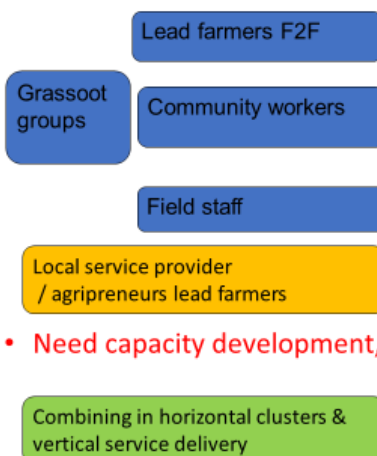 Lead farmers F2F
Grassoot
groups
Community workers
Field staff
Local service provider
/ agripreneurs lead farmers
• Need capacity development,
Combining in horizontal clusters &
vertical service delivery